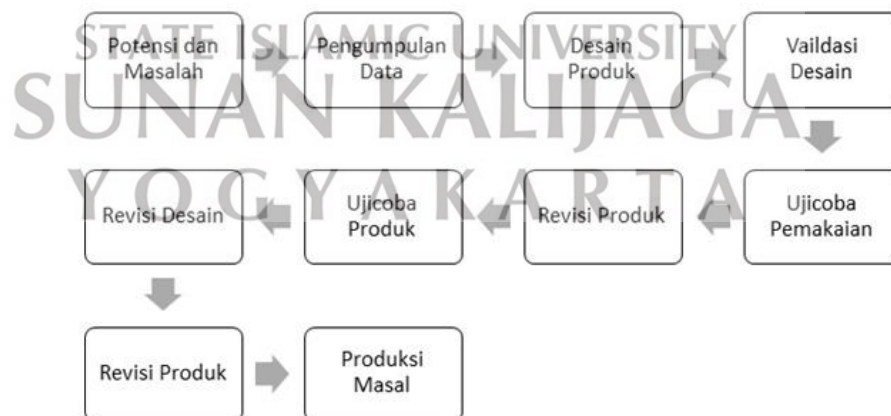 STATE ISLAMIC UNIVERSITY
SUNAN KALIJAGA
YOGYAKARTA
Potensi dan
Masalah
Pengumpulan
Data
Desain
Produk
Vaildasi
Desain
Ujicoba
Pemakaian
Revisi Produk
Ujicoba
Produk
Revisi Desain
Revisi Produk
Produksi
Masal